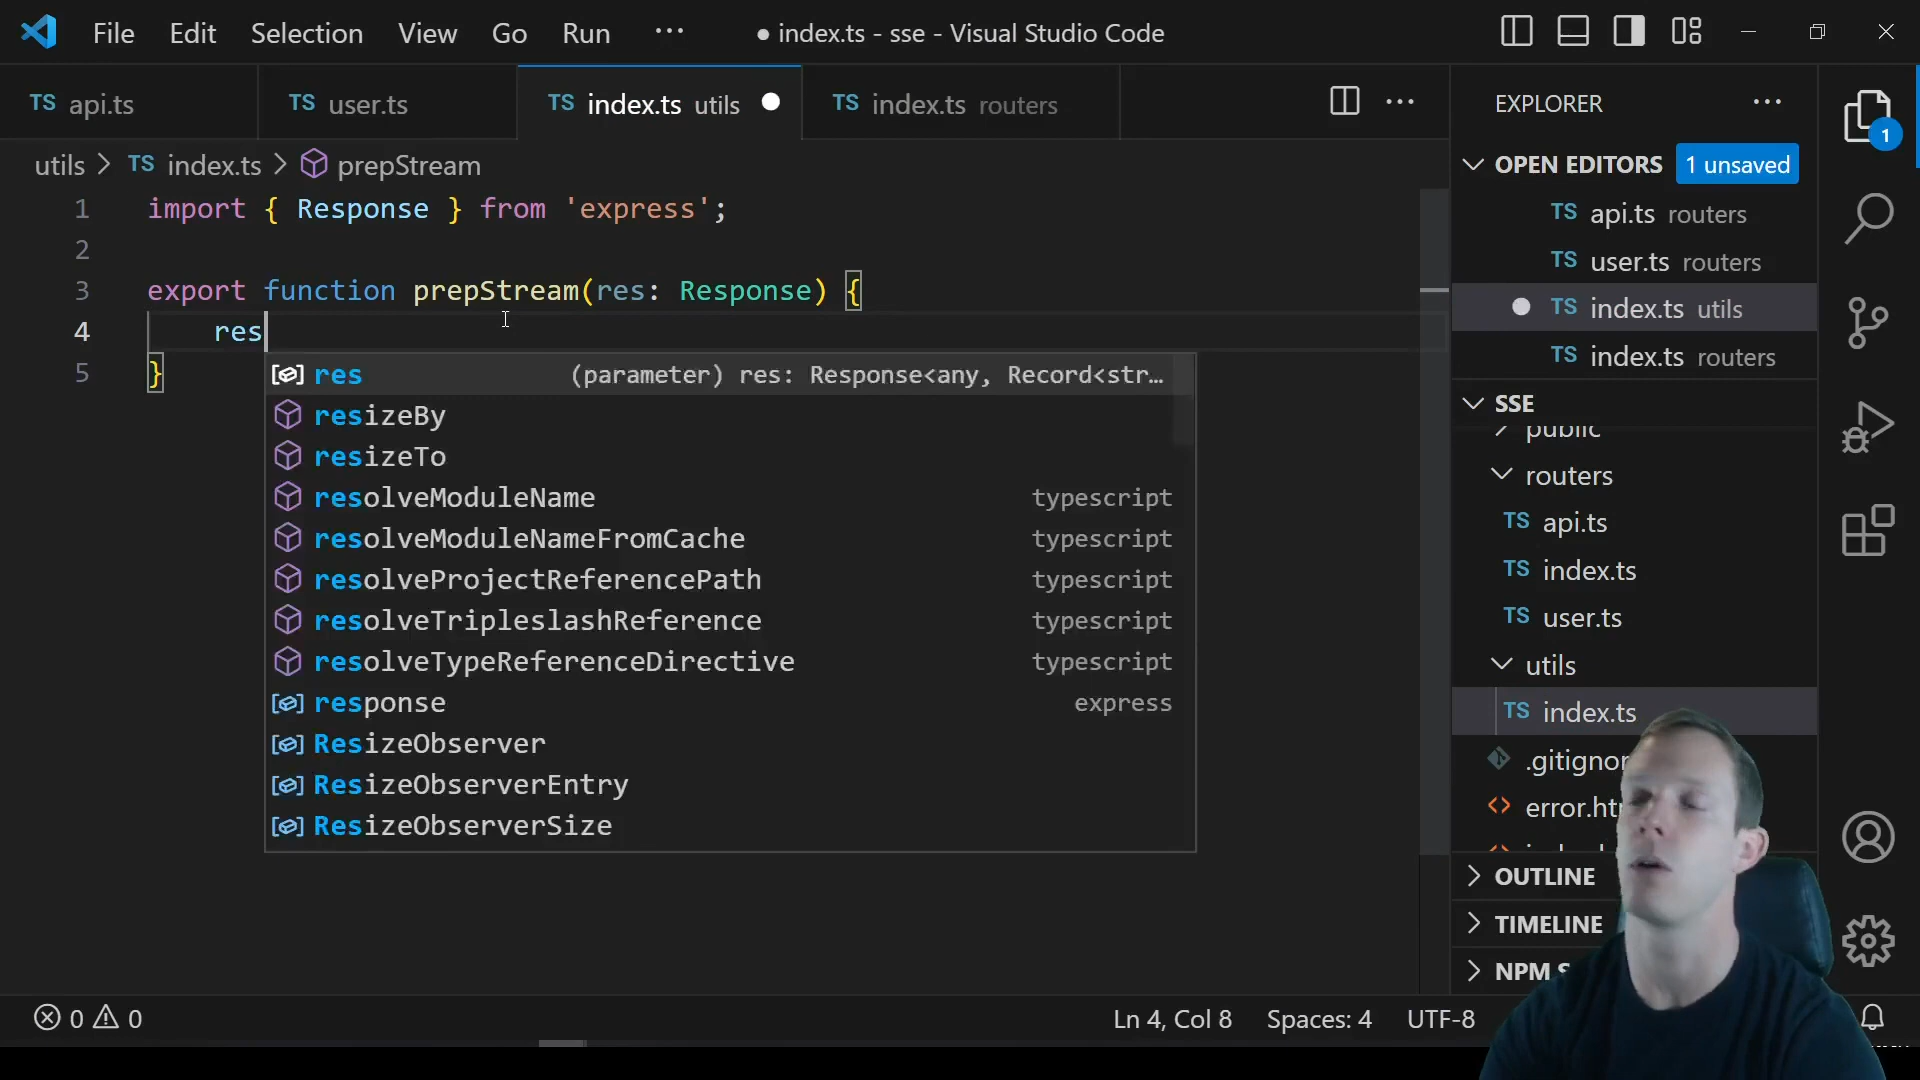 File Edit Selection View Go Run ··· ● index.ts - sse - Visual Studio Code
TS api.ts TS user.ts TS index.ts utils ● TS index.ts routers ···
utils > TS index.ts > prepStream
1 import { Response } from 'express';
2
3 export function prepStream(res: Response) {
4 res
5 }
res (parameter) res: Response<any, Record<str…
resizeBy
resizeTo
resolveModuleName typescript
resolveModuleNameFromCache typescript
resolveProjectReferencePath typescript
resolveTripleslashReference typescript
resolveTypeReferenceDirective typescript
response express
ResizeObserver
ResizeObserverEntry
ResizeObserverSize
EXPLORER ···
OPEN EDITORS 1 unsaved
TS api.ts routers
TS user.ts routers
● TS index.ts utils
TS index.ts routers
SSE
public
routers
TS api.ts
TS index.ts
TS user.ts
utils
TS index.ts
.gitignor
error.ht
OUTLINE
TIMELINE
NPM S
1
0 0 Ln 4, Col 8 Spaces: 4 UTF-8